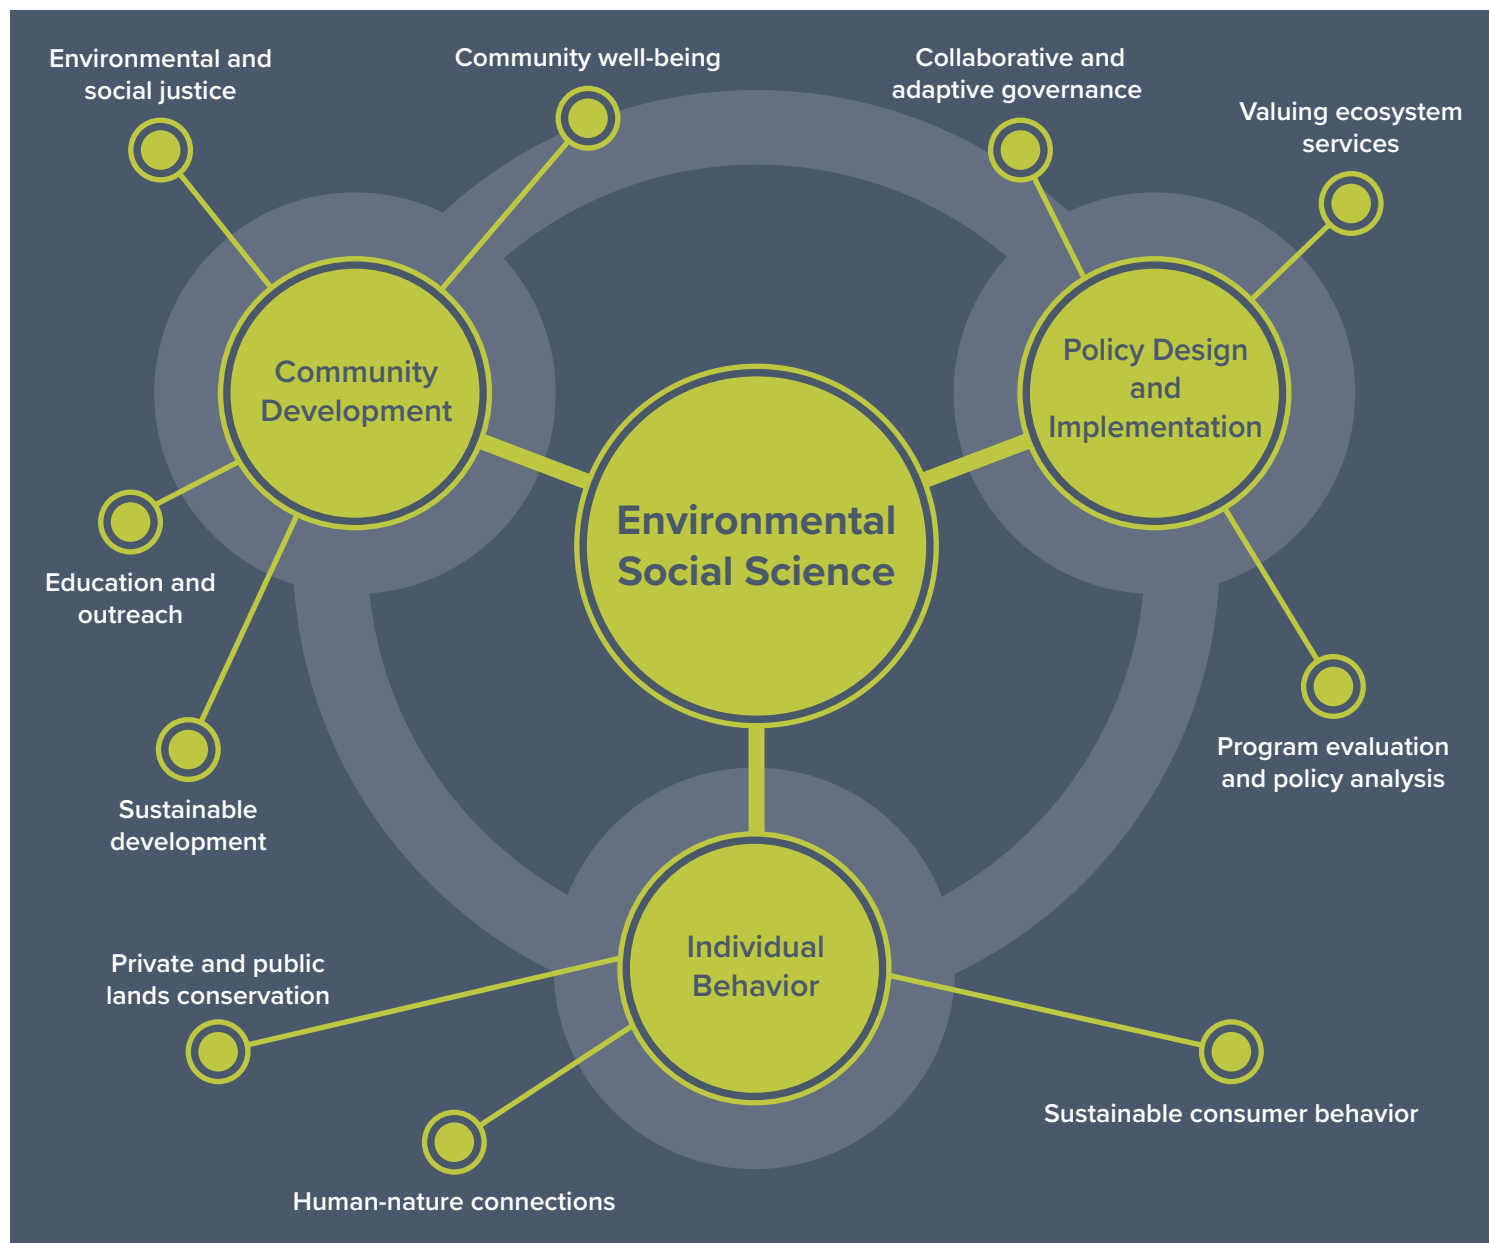 Environmental and
social justice
Community well-being
Collaborative and
adaptive governance
Valuing ecosystem
services
Community
Development
Policy Design
and
Implementation
Environmental
Social Science
Education and
outreach
Sustainable
development
Program evaluation
and policy analysis
Individual
Behavior
Private and public
lands conservation
Human-nature connections
Sustainable consumer behavior